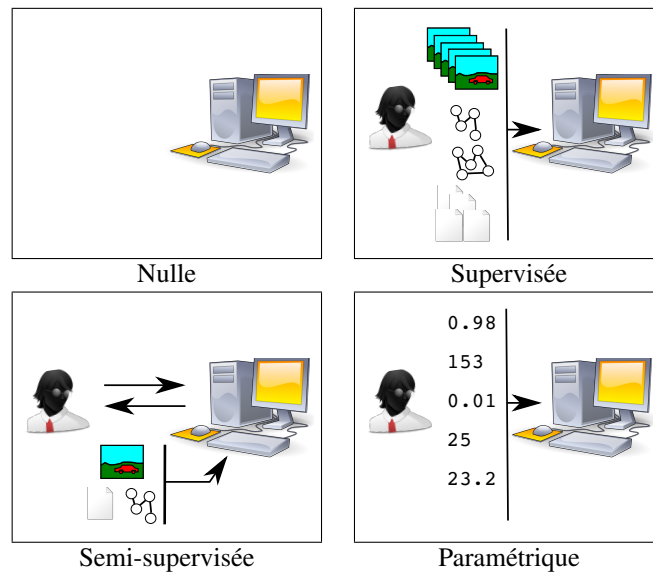 Nulle
Supervisée
0.98
153
0.01
25
23.2
Semi-supervisée
Paramétrique